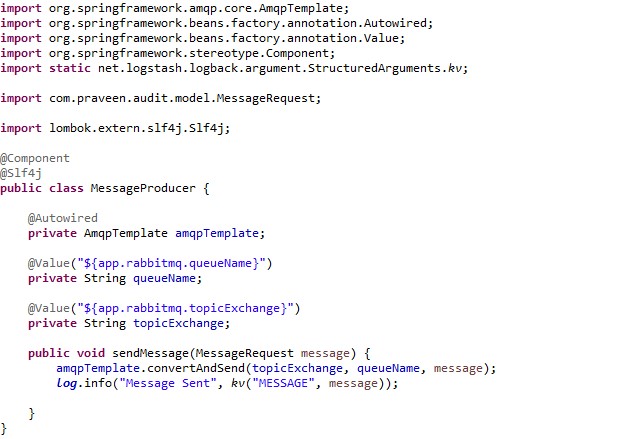 import org.springframework.amqp.core.AmqpTemplate;
import org.springframework.beans.factory.annotation.Autowired;
import org.springframework.beans.factory.annotation.Value;
import org.springframework.stereotype.Component;
import static net.logstash.logback.argument.StructuredArguments.kv;

import com.praveen.audit.model.MessageRequest;

import lombok.extern.slf4j.Slf4j;

@Component
@Slf4j
public class MessageProducer {

    @Autowired
    private AmqpTemplate amqpTemplate;

    @Value("${app.rabbitmq.queueName}")
    private String queueName;

    @Value("${app.rabbitmq.topicExchange}")
    private String topicExchange;

    public void sendMessage(MessageRequest message) {
        amqpTemplate.convertAndSend(topicExchange, queueName, message);
        log.info("Message Sent", kv("MESSAGE", message));

    }
}